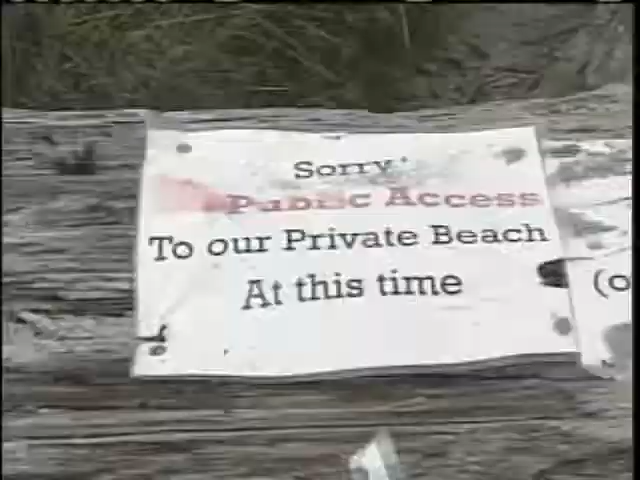 Sorry
Public Access
To our Private Beach
At this time
(o